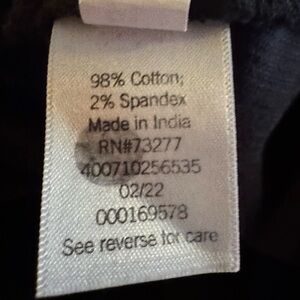 98% Cotton;
2% Spandex
Made in India
RN#73277
400710256535
02/22
000169578
See reverse for care